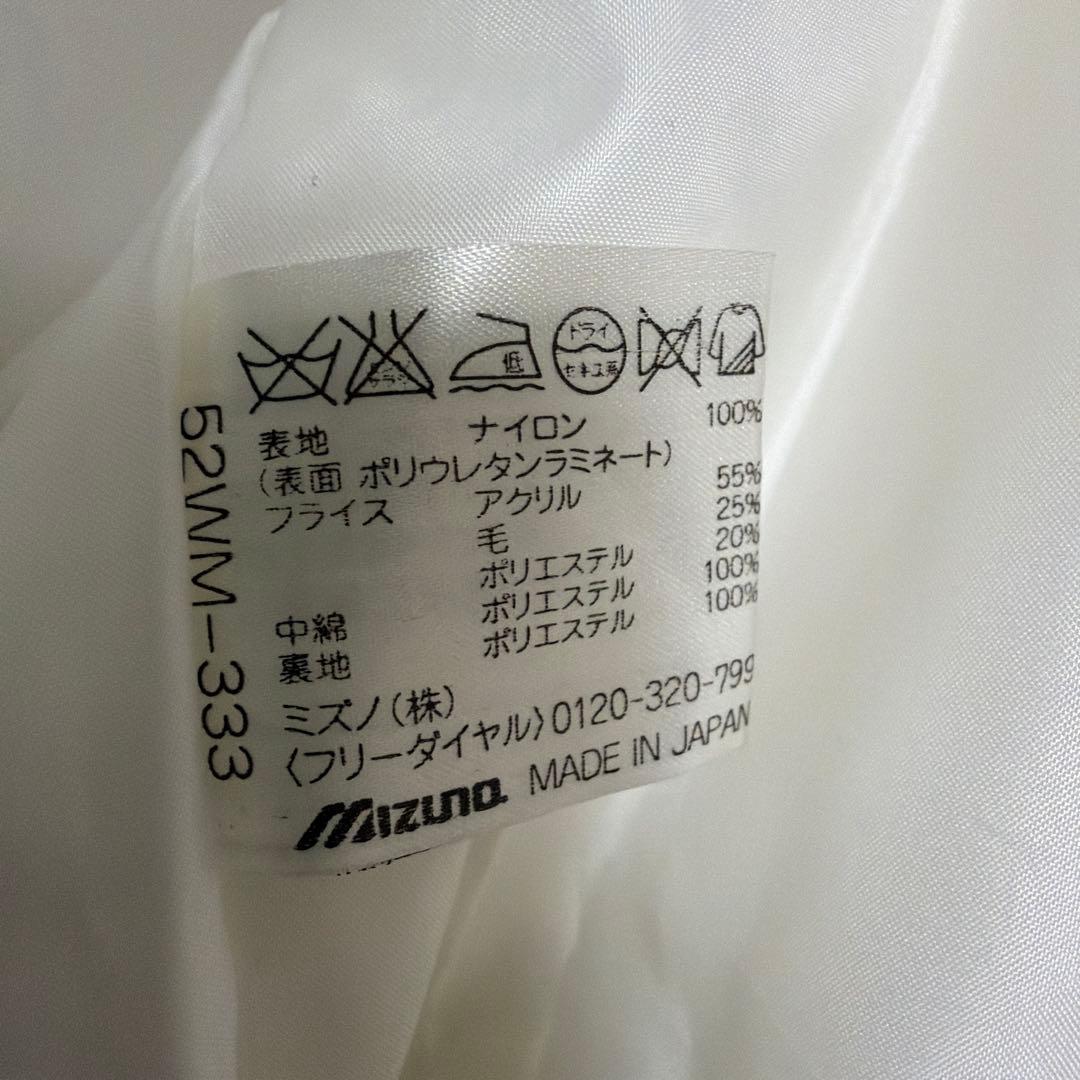 低
ドライ
セキユ系
表地 ナイロン 100%
(表面 ポリウレタンラミネート)
フライス アクリル 55%
毛 25%
ポリエステル 20%
中綿 ポリエステル 100%
裏地 ポリエステル 100%
ミズノ(株)
〈フリーダイヤル〉0120-320-799
Mizuno MADE IN JAPAN
52WM-333